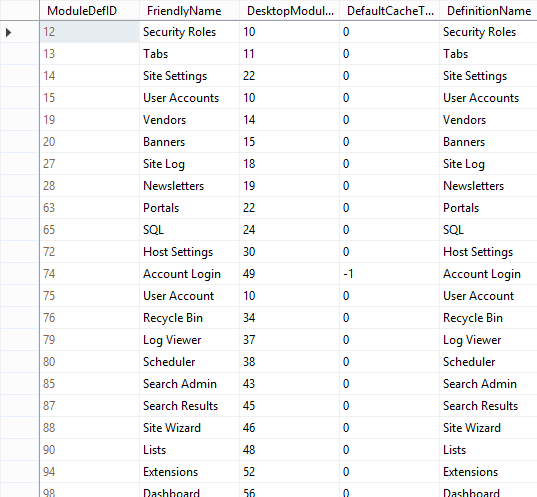 ModuleDefID FriendlyName DesktopModul... DefaultCacheT... DefinitionName
12 Security Roles 10 0 Security Roles
13 Tabs 11 0 Tabs
14 Site Settings 22 0 Site Settings
15 User Accounts 10 0 User Accounts
19 Vendors 14 0 Vendors
20 Banners 15 0 Banners
27 Site Log 18 0 Site Log
28 Newsletters 19 0 Newsletters
63 Portals 22 0 Portals
65 SQL 24 0 SQL
72 Host Settings 30 0 Host Settings
74 Account Login 49 -1 Account Login
75 User Account 10 0 User Account
76 Recycle Bin 34 0 Recycle Bin
79 Log Viewer 37 0 Log Viewer
80 Scheduler 38 0 Scheduler
85 Search Admin 43 0 Search Admin
87 Search Results 45 0 Search Results
88 Site Wizard 46 0 Site Wizard
90 Lists 48 0 Lists
94 Extensions 52 0 Extensions
98 Dashboard 56 0 Dashboard